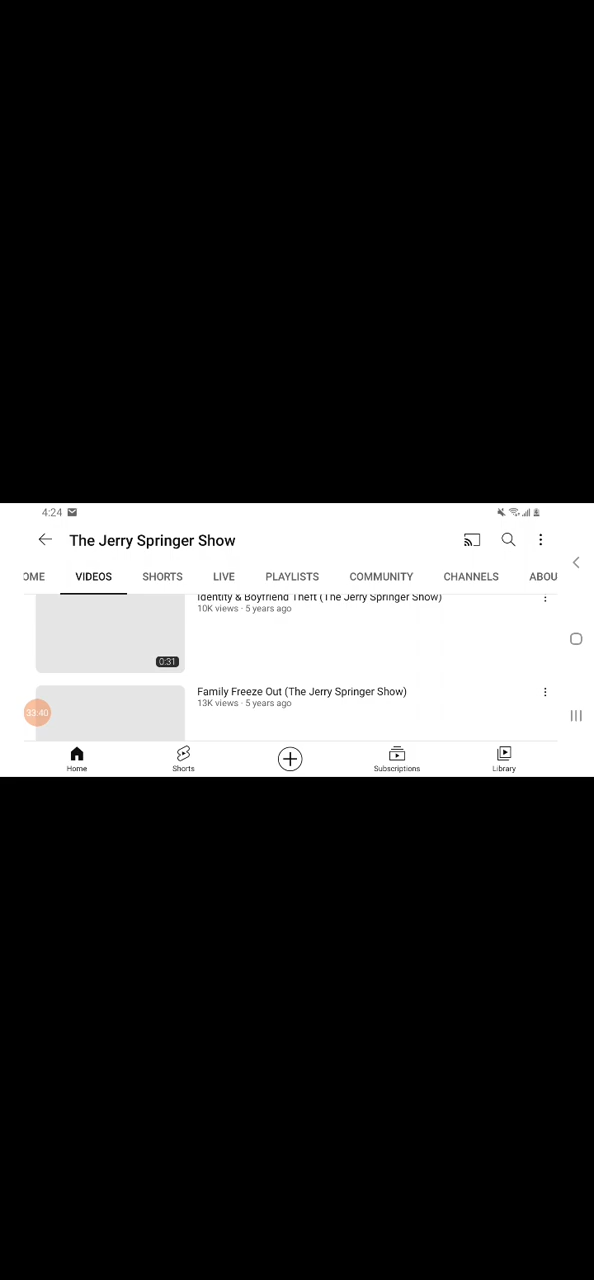 4:24
The Jerry Springer Show
OME VIDEOS SHORTS LIVE PLAYLISTS COMMUNITY CHANNELS ABOU
Identity & Boyfriend Theft (The Jerry Springer Show)
10K views · 5 years ago
0:31
Family Freeze Out (The Jerry Springer Show)
13K views · 5 years ago
33:40
Home Shorts Subscriptions Library